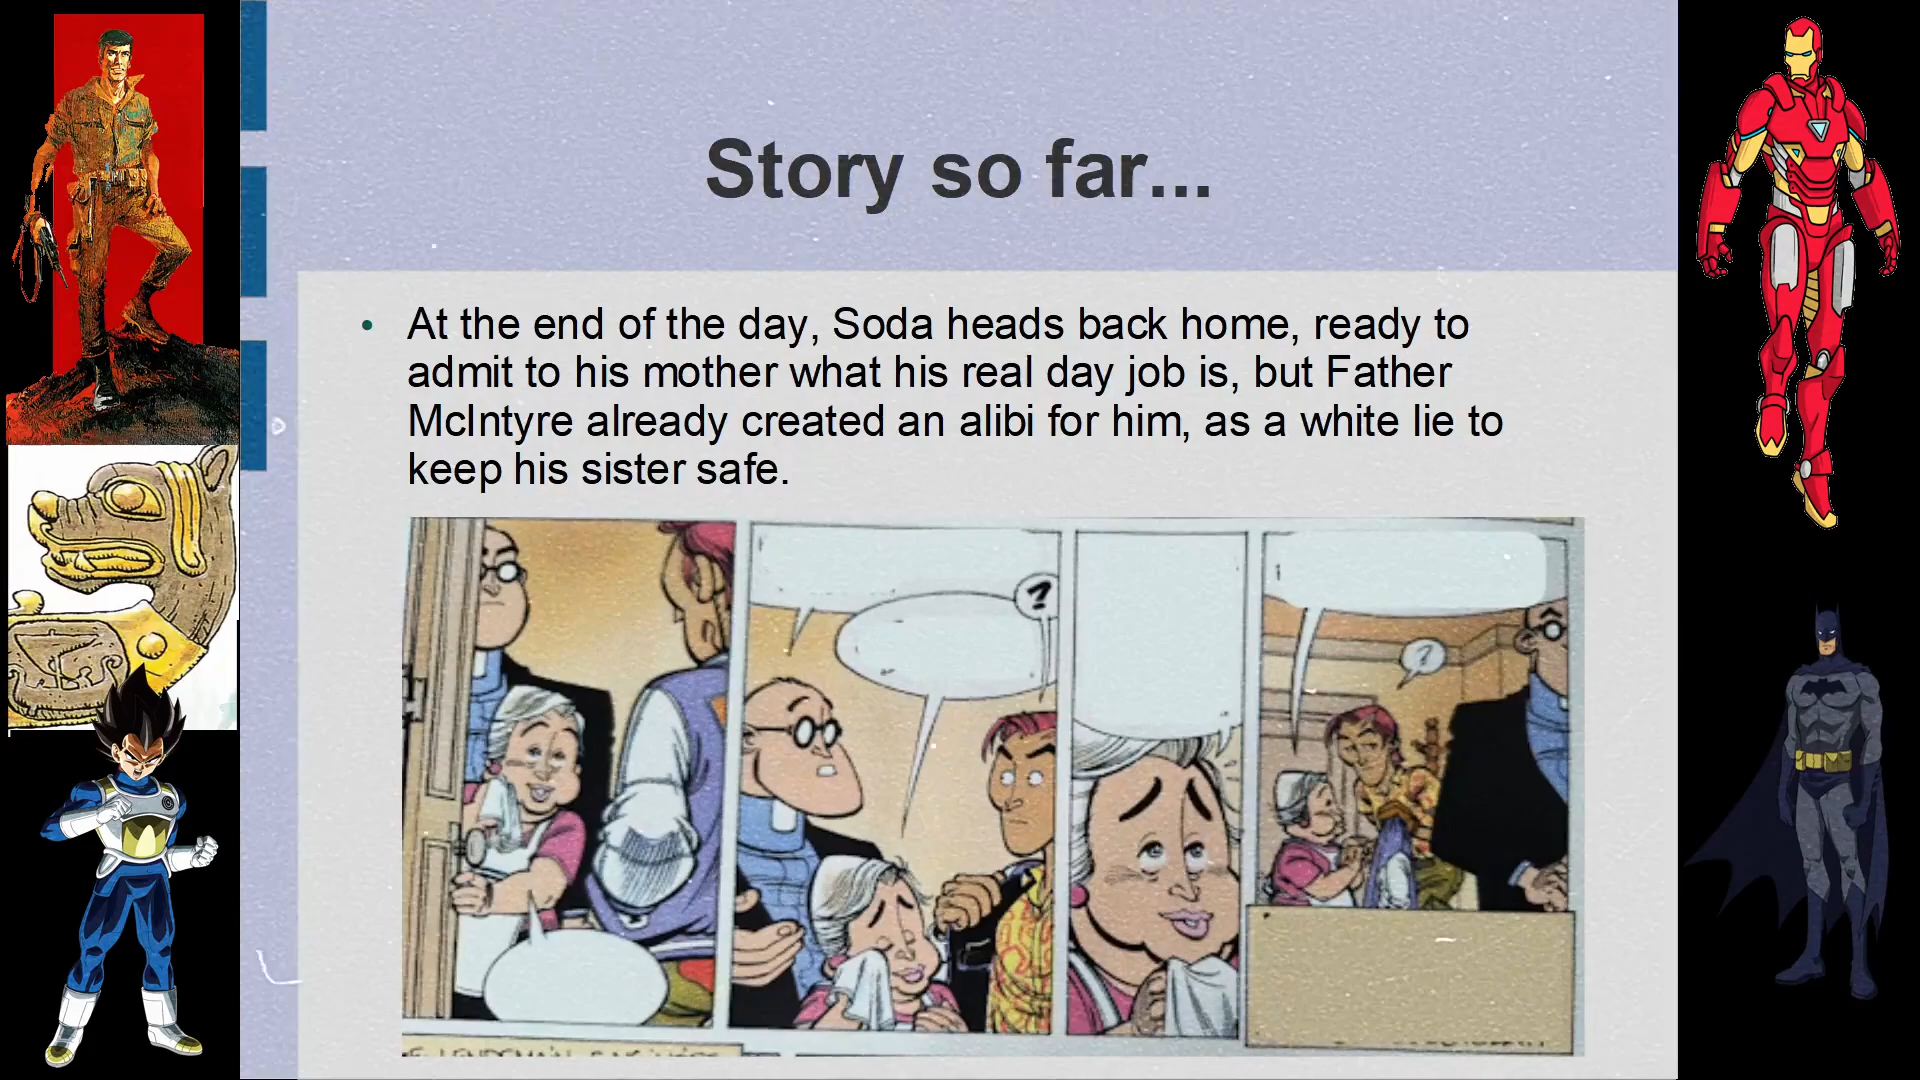 Story so far...
• At the end of the day, Soda heads back home, ready to
admit to his mother what his real day job is, but Father
McIntyre already created an alibi for him, as a white lie to
keep his sister safe.
?
?